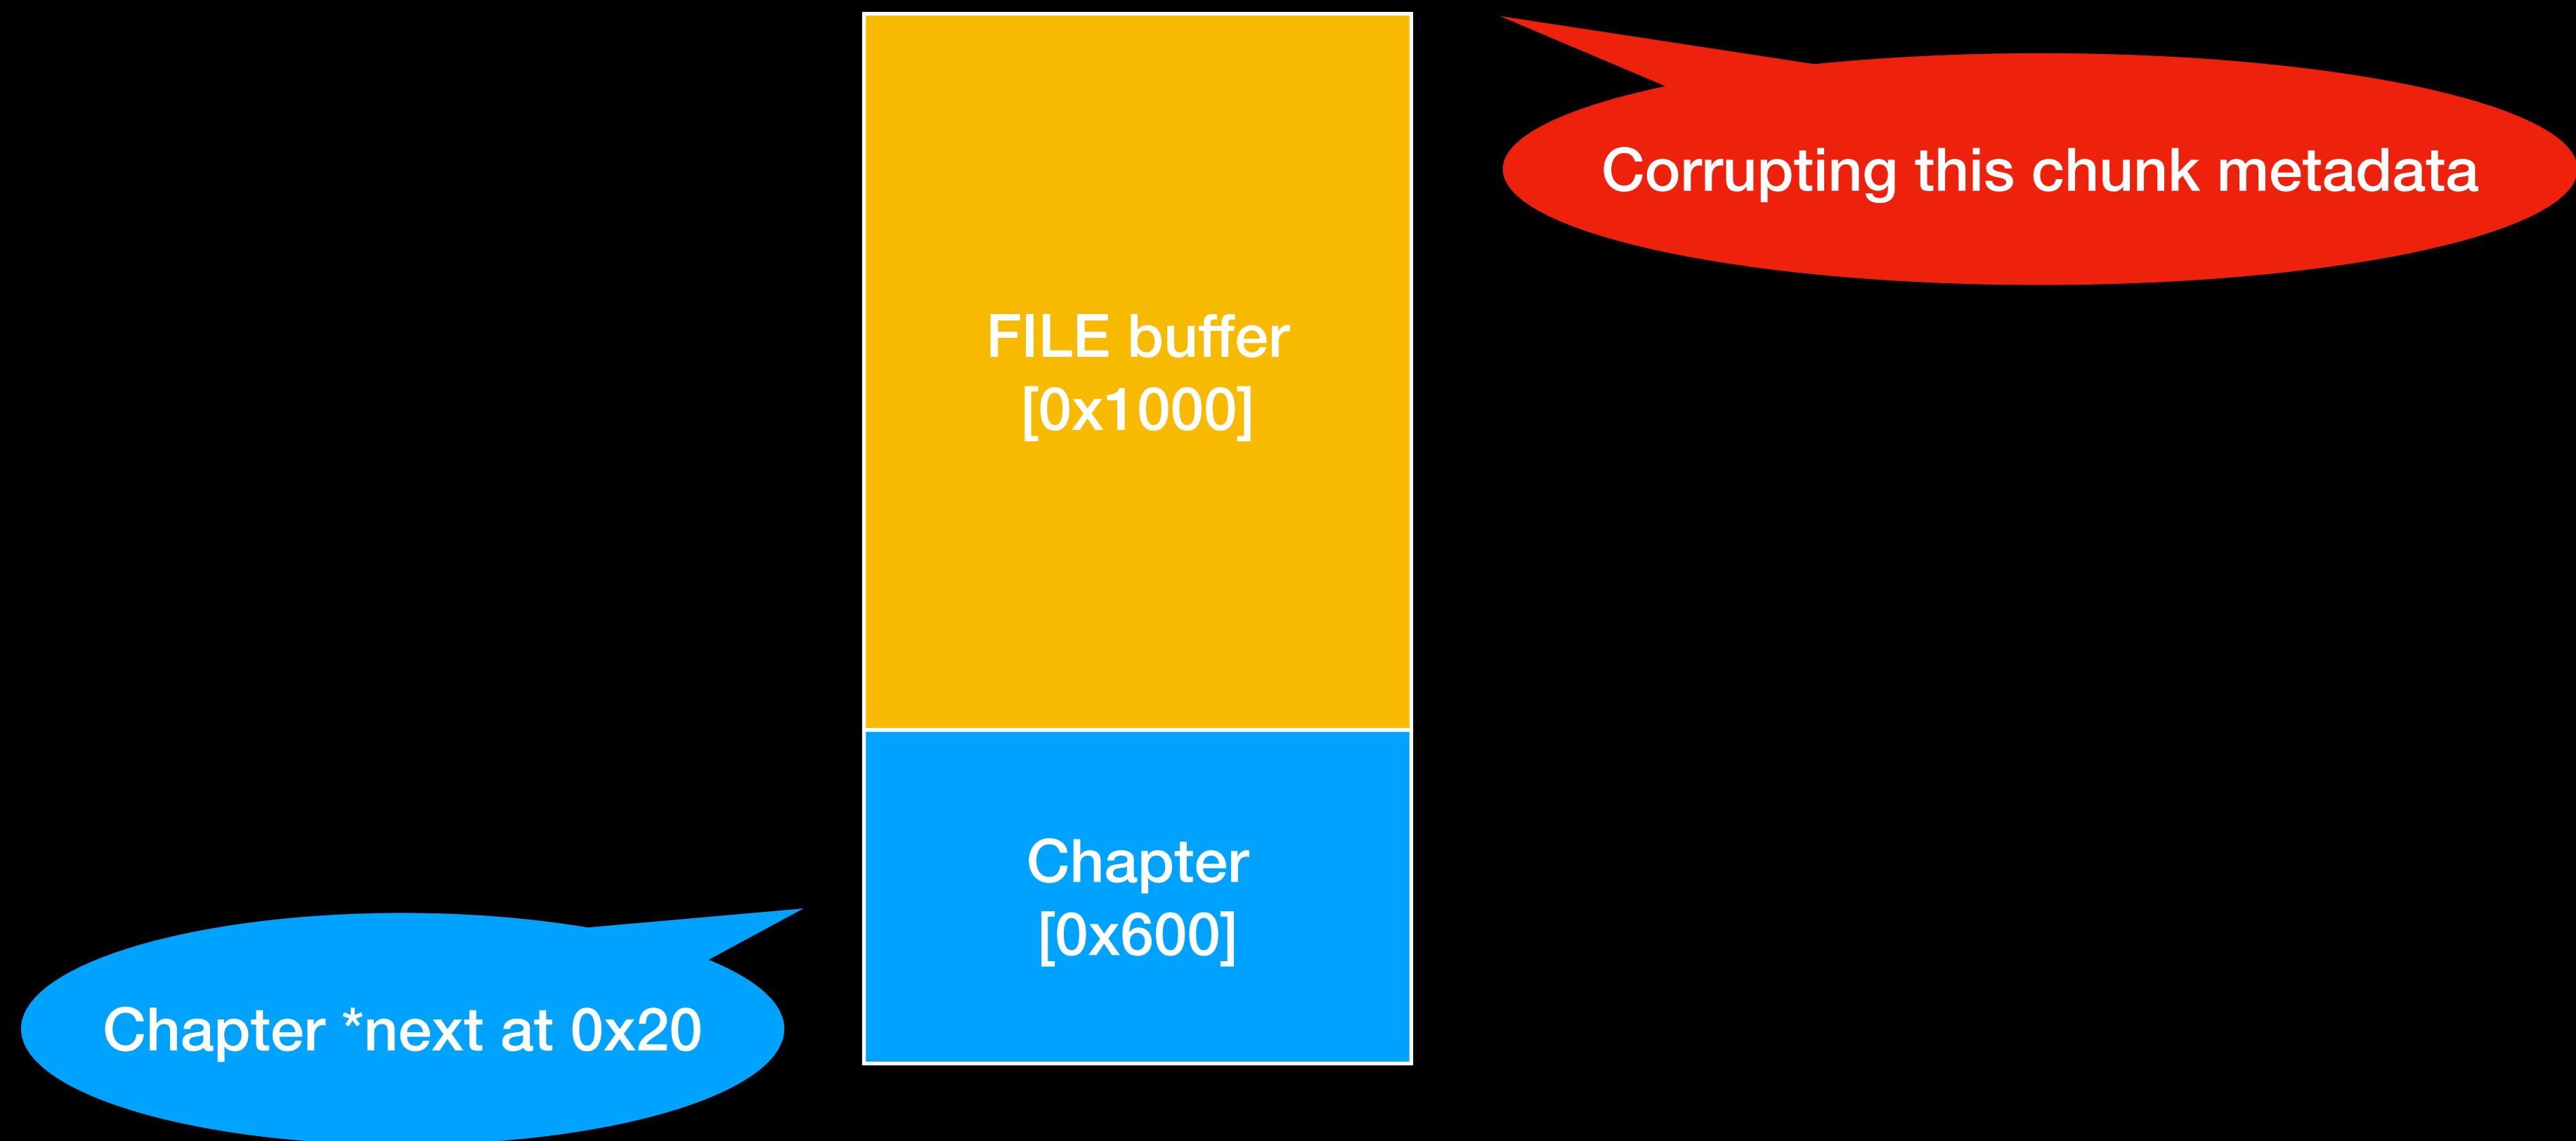 Corrupting this chunk metadata
FILE buffer
[0x1000]
Chapter
[0x600]
Chapter *next at 0x20